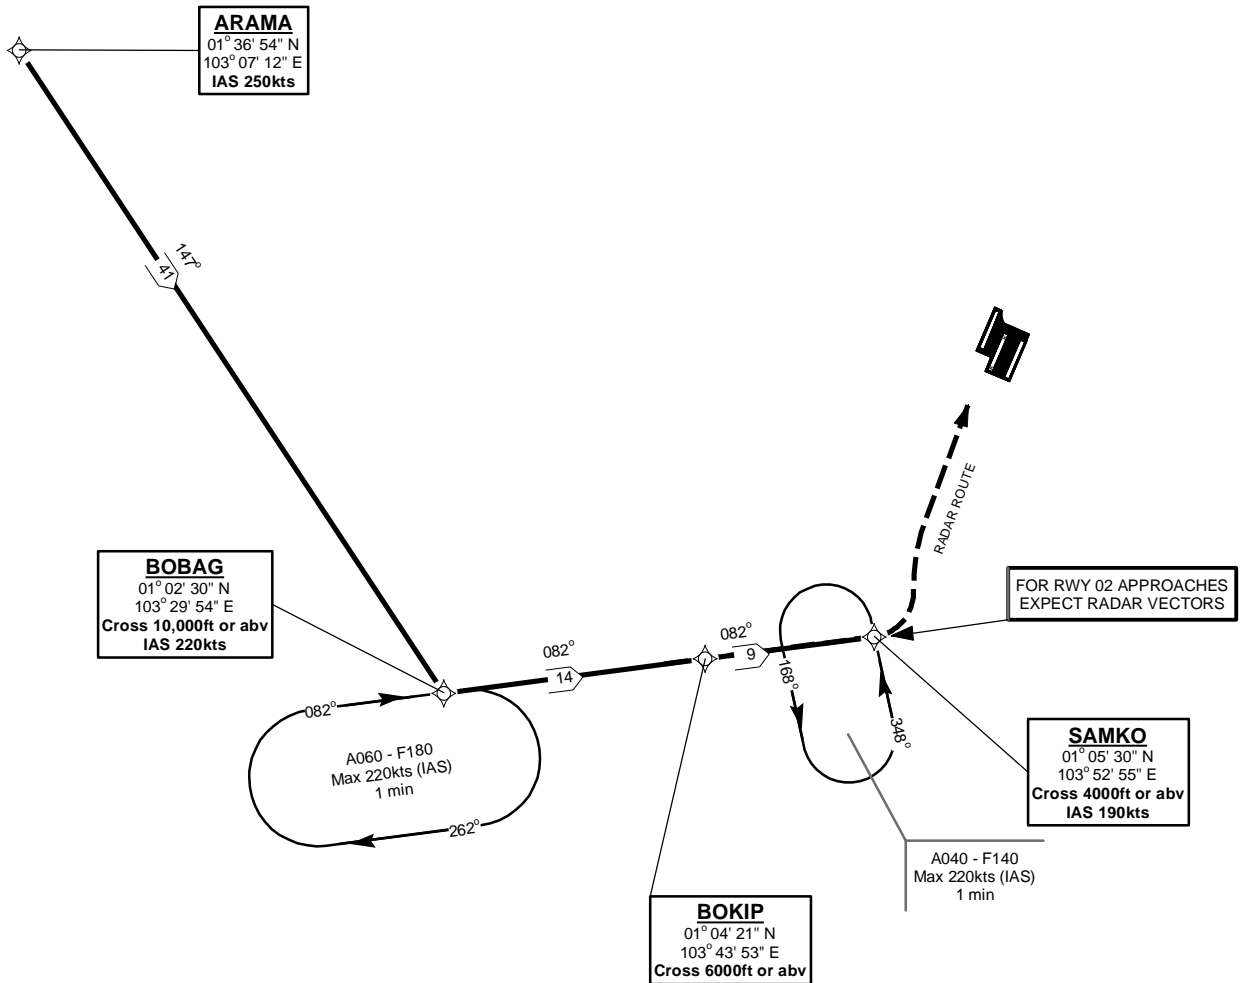 ARAMA
01° 36' 54" N
103° 07' 12" E
IAS 250kts
147°
41
RADAR ROUTE
BOBAG
01° 02' 30" N
103° 29' 54" E
Cross 10,000ft or abv
IAS 220kts
FOR RWY 02 APPROACHES
EXPECT RADAR VECTORS
082°
14
082°
9
168°
348°
082°
A060 - F180
Max 220kts (IAS)
1 min
262°
SAMKO
01° 05' 30" N
103° 52' 55" E
Cross 4000ft or abv
IAS 190kts
A040 - F140
Max 220kts (IAS)
1 min
BOKIP
01° 04' 21" N
103° 43' 53" E
Cross 6000ft or abv